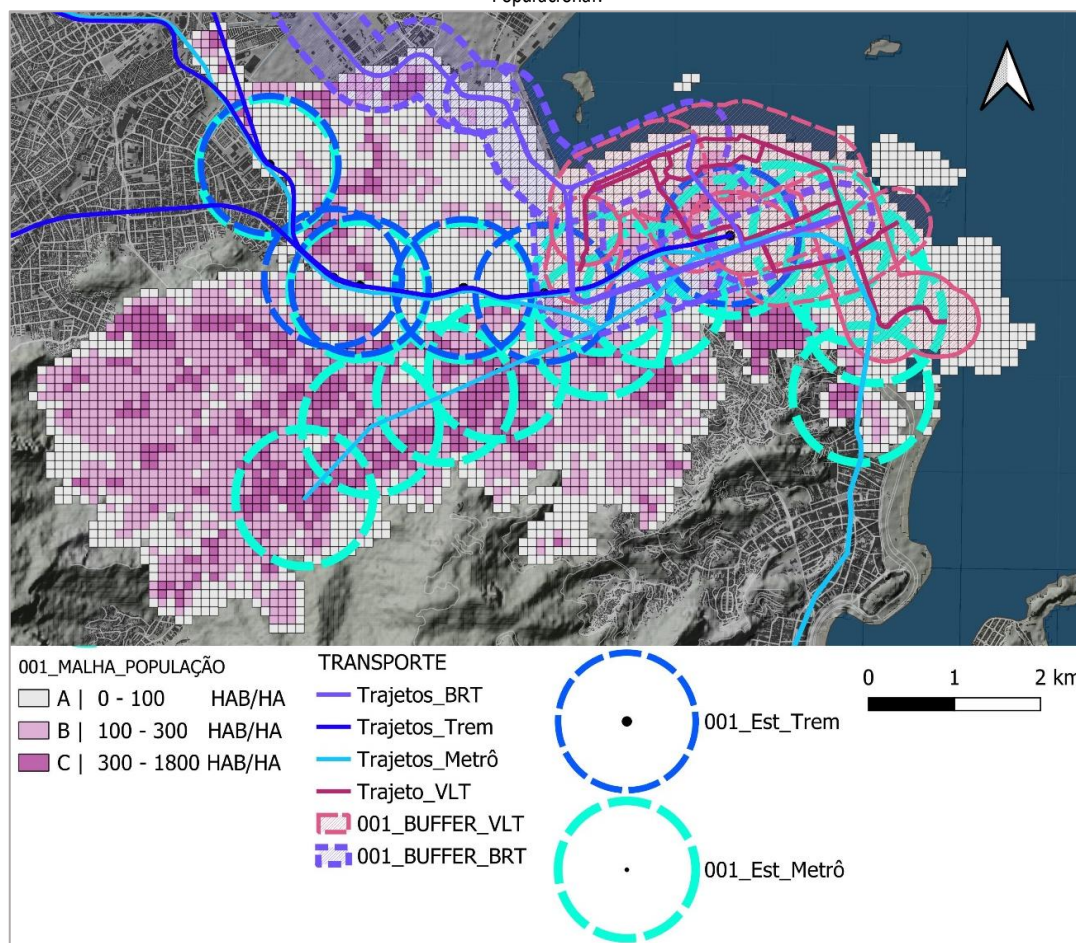 Populacional.
001_MALHA_POPULAÇÃO
A | 0 - 100 HAB/HA
B | 100 - 300 HAB/HA
C | 300 - 1800 HAB/HA
TRANSPORTE
Trajetos_BRT
Trajetos_Trem
Trajetos_Metrô
Trajeto_VLT
001_BUFFER_VLT
001_BUFFER_BRT
001_Est_Trem
001_Est_Metrô
0 1 2 km